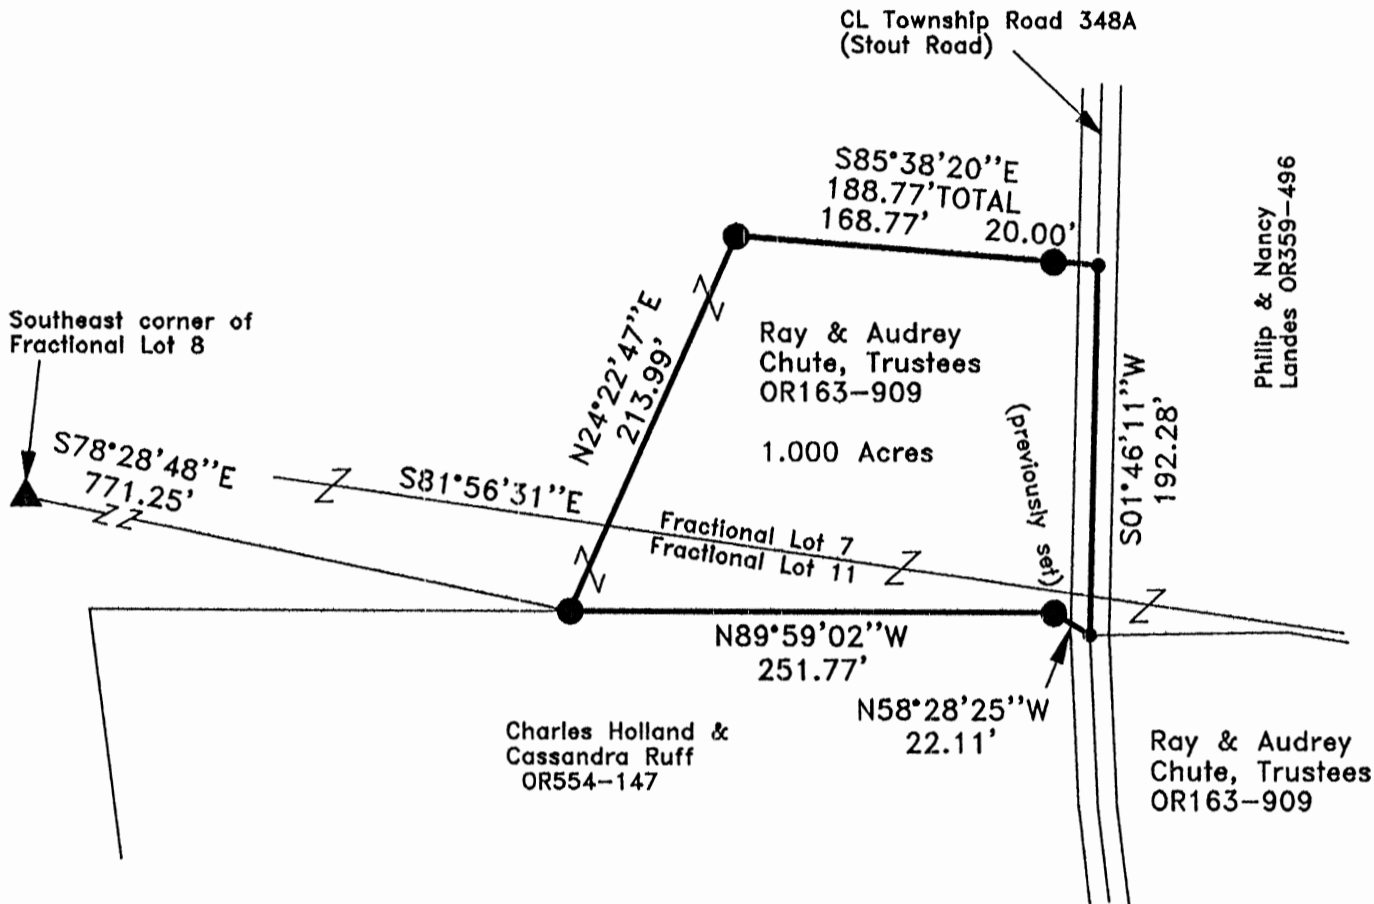 CL Township Road 348A
(Stout Road)
S85°38'20''E
188.77'TOTAL
168.77' 20.00'
Philip & Nancy
Landes OR359-496
Southeast corner of
Fractional Lot 8
N24°22'47''E
213.99'
Ray & Audrey
Chute, Trustees
OR163-909
1.000 Acres
(previously set)
S01°46'11''W
192.28'
S78°28'48''E
771.25'
S81°56'31''E
Fractional Lot 7
Fractional Lot 11
N89°59'02''W
251.77'
N58°28'25''W
22.11'
Charles Holland &
Cassandra Ruff
OR554-147
Ray & Audrey
Chute, Trustees
OR163-909